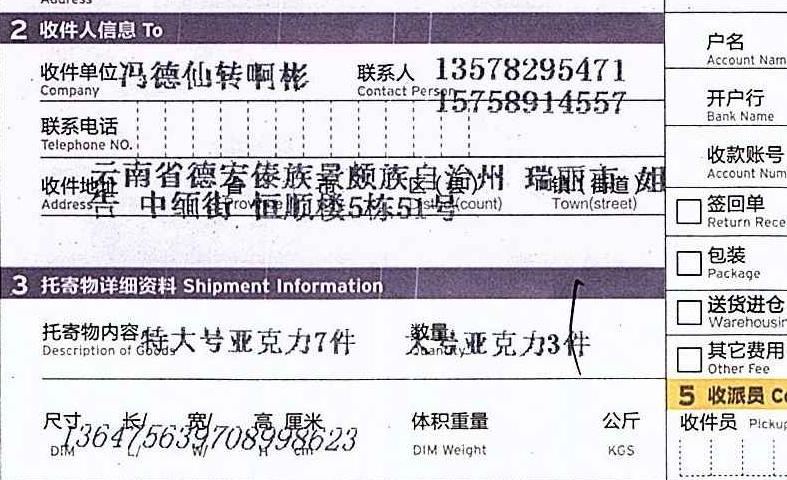 Address
2 收件人信息 To
收件单位 冯德仙转啊彬 联系人 13578295471
Company Contact Person 15758914557
联系电话
Telephone NO.
云南省德宏傣族景颇族自治州 瑞丽市 姐
收件地址 省 市 区(县) 镇(街道)
告 中缅街 恒顺楼5栋51号
Address Province District(count) Town(street)
3 托寄物详细资料 Shipment Information
托寄物内容 特大号亚克力7件 数量 大号亚克力3件
Description of Goods Quantity
尺寸 长/ 宽/ 高 厘米 体积重量 公斤
136475639708998623
DIM L/ W/ H cm DIM Weight KGS
户名
Account Nam
开户行
Bank Name
收款账号
Account Num
签回单
Return Rece
包装
Package
送货进仓
Warehousin
其它费用
Other Fee
5 收派员 Co
收件员 Pickup